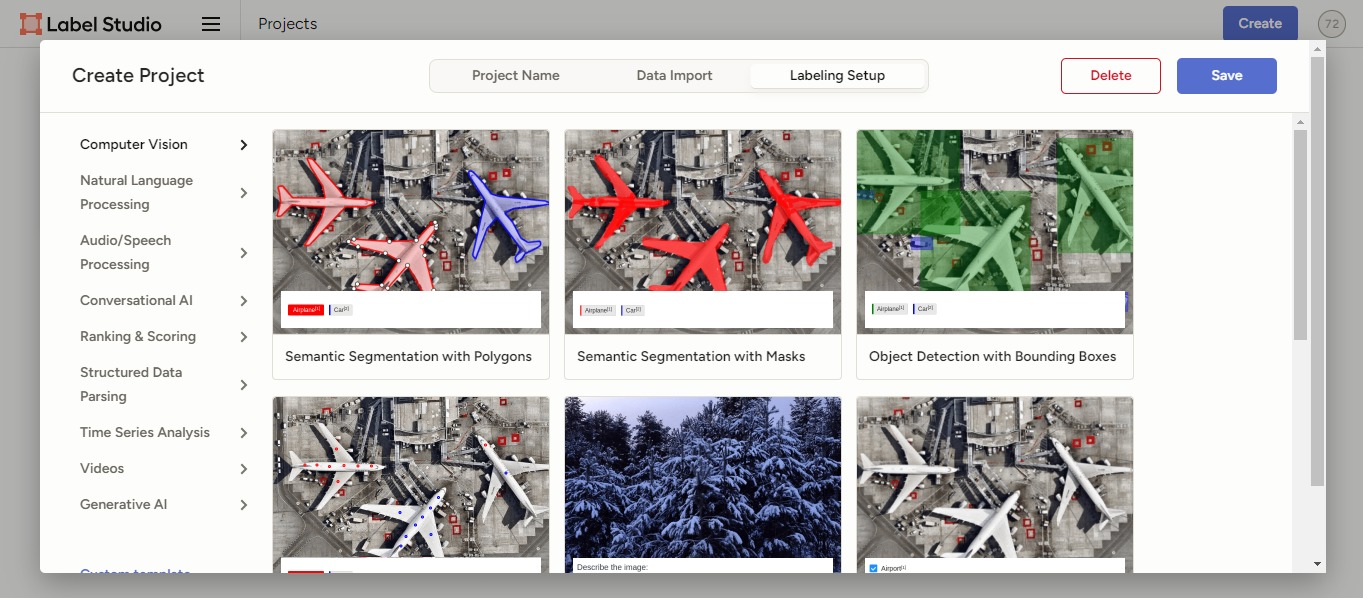 Label Studio
Projects
Create
72
Create Project
Project Name
Data Import
Labeling Setup
Delete
Save
Computer Vision
Natural Language
Processing
Audio/Speech
Processing
Conversational AI
Ranking & Scoring
Structured Data
Parsing
Time Series Analysis
Videos
Generative AI
Custom template
Airplane[1] Car[2]
Semantic Segmentation with Polygons
Airplane[1] Car[2]
Semantic Segmentation with Masks
Airplane[1] Car[2]
Object Detection with Bounding Boxes
Describe the image:
Airport[1]